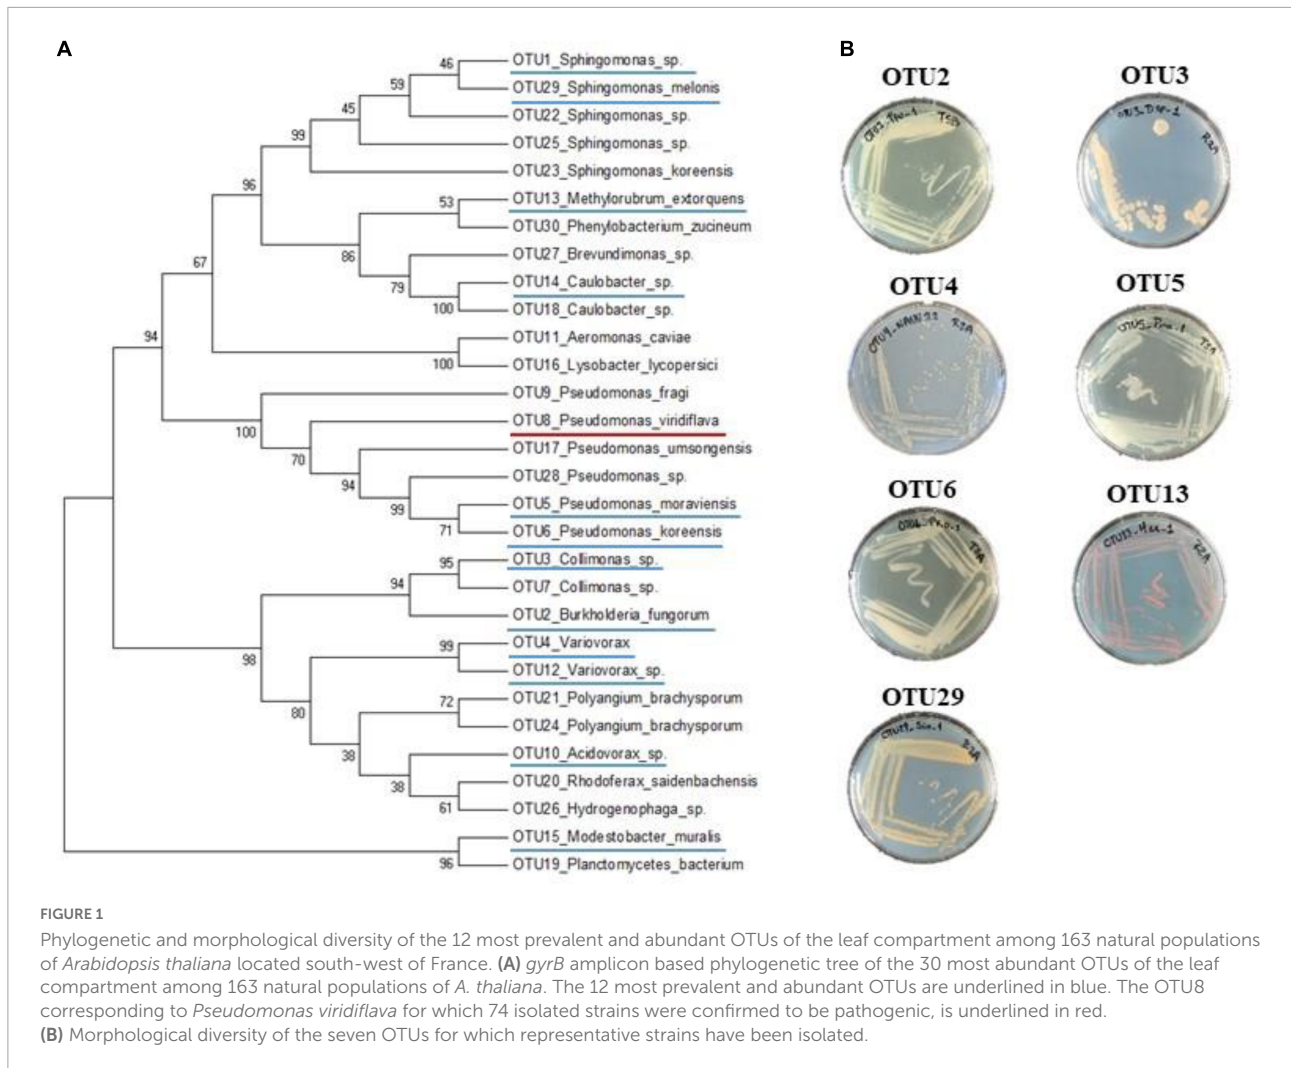 A
B
46
OTU1_Sphingomonas_sp.
OTU29_Sphingomonas_melonis
59
OTU22_Sphingomonas_sp.
45
OTU25_Sphingomonas_sp.
99
OTU23_Sphingomonas_koreensis
96
53
OTU13_Methylorubrum_extorquens
OTU30_Phenylobacterium_zucineum
86
OTU27_Brevundimonas_sp.
79
OTU14_Caulobacter_sp.
100
OTU18_Caulobacter_sp.
67
OTU11_Aeromonas_caviae
100
OTU16_Lysobacter_lycopersici
94
OTU9_Pseudomonas_fragi
100
OTU8_Pseudomonas_viridiflava
70
OTU17_Pseudomonas_umsongensis
94
OTU28_Pseudomonas_sp.
99
OTU5_Pseudomonas_moraviensis
71
OTU6_Pseudomonas_koreensis
95
OTU3_Collimonas_sp.
94
OTU7_Collimonas_sp.
OTU2_Burkholderia_fungorum
98
99
OTU4_Variovorax
OTU12_Variovorax_sp.
80
72
OTU21_Polyangium_brachysporum
OTU24_Polyangium_brachysporum
38
OTU10_Acidovorax_sp.
38
OTU20_Rhodoferax_saidenbachensis
61
OTU26_Hydrogenophaga_sp.
OTU15_Modestobacter_muralis
96
OTU19_Planctomycetes_bacterium
OTU2
OTU3
R2A
OTU4
R2A
OTU5
TSA
OTU6
TSA
OTU13
R2A
OTU29
R2A
FIGURE 1
Phylogenetic and morphological diversity of the 12 most prevalent and abundant OTUs of the leaf compartment among 163 natural populations
of Arabidopsis thaliana located south-west of France. (A) gyrB amplicon based phylogenetic tree of the 30 most abundant OTUs of the leaf
compartment among 163 natural populations of A. thaliana. The 12 most prevalent and abundant OTUs are underlined in blue. The OTU8
corresponding to Pseudomonas viridiflava for which 74 isolated strains were confirmed to be pathogenic, is underlined in red.
(B) Morphological diversity of the seven OTUs for which representative strains have been isolated.